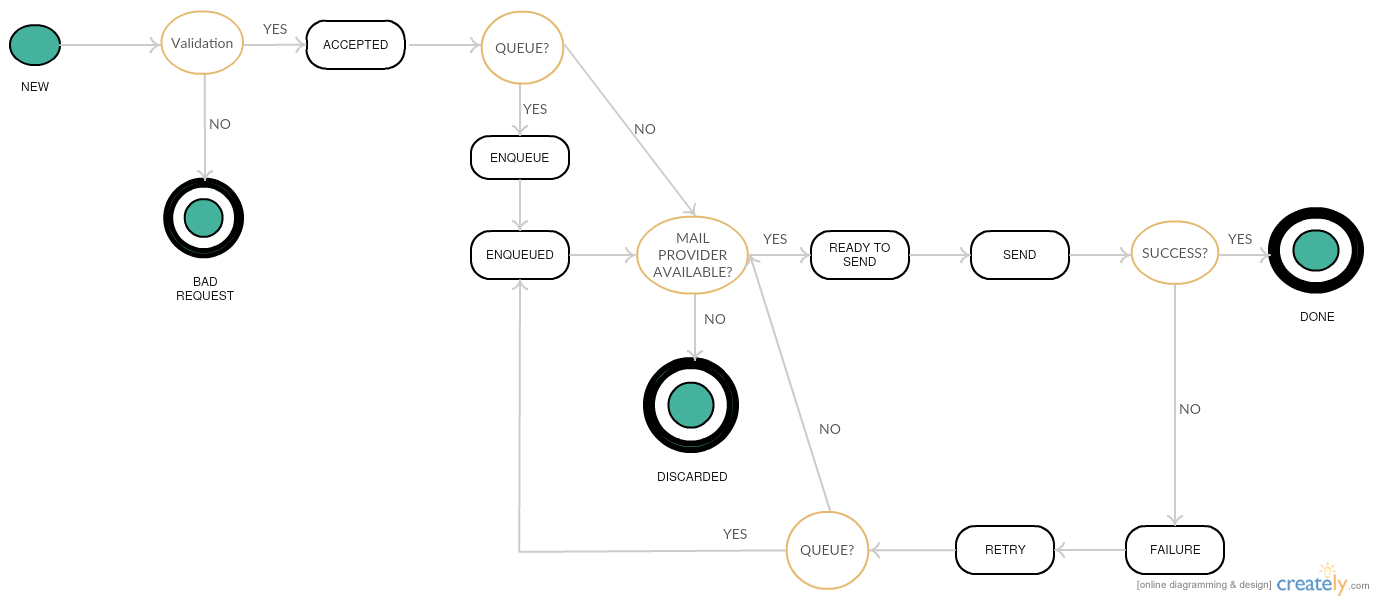 NEW
Validation
YES
ACCEPTED
QUEUE?
NO
BAD
REQUEST
YES
NO
ENQUEUE
ENQUEUED
MAIL
PROVIDER
AVAILABLE?
YES
READY TO
SEND
SEND
SUCCESS?
YES
DONE
NO
DISCARDED
NO
NO
YES
QUEUE?
RETRY
FAILURE
[online diagramming & design] creately.com